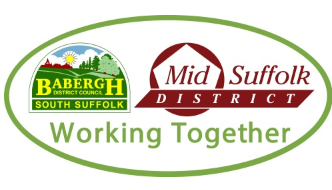 BABERGH
DISTRICT COUNCIL
SOUTH SUFFOLK
Mid Suffolk
DISTRICT
Working Together